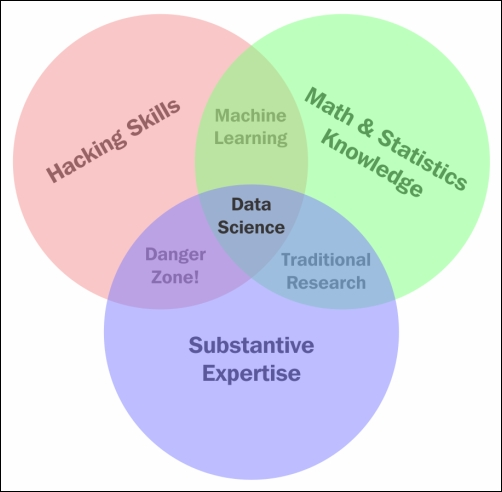 Hacking Skills
Math & Statistics
Knowledge
Machine
Learning
Data
Science
Danger
Zone!
Traditional
Research
Substantive
Expertise